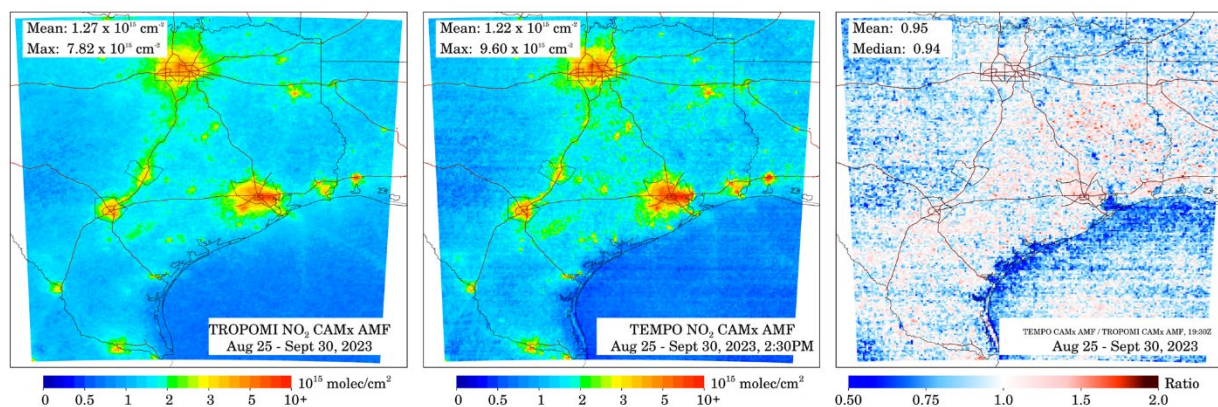 Mean: 1.27 x 10¹⁵ cm⁻²
Max: 7.82 x 10¹⁵ cm⁻²
TROPOMI NO₂ CAMx AMF
Aug 25 - Sept 30, 2023
10¹⁵ molec/cm²
0 0.5 1 2 3 5 10+
Mean: 1.22 x 10¹⁵ cm⁻²
Max: 9.60 x 10¹⁵ cm⁻²
TEMPO NO₂ CAMx AMF
Aug 25 - Sept 30, 2023, 2:30PM
10¹⁵ molec/cm²
0 0.5 1 2 3 5 10+
Mean: 0.95
Median: 0.94
TEMPO CAMx AMF / TROPOMI CAMx AMF, 19:30Z
Aug 25 - Sept 30, 2023
Ratio
0.50 0.75 1.0 1.5 2.0